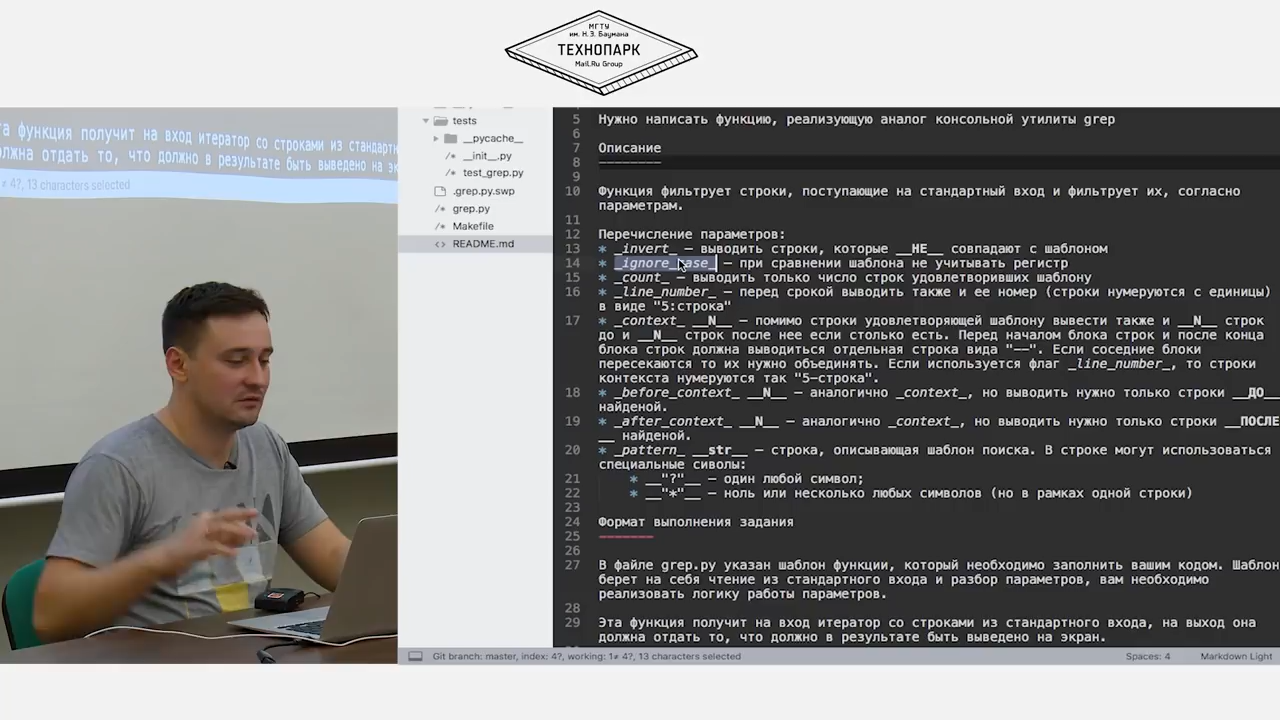 МГТУ
им. Н. Э. Баумана
ТЕХНОПАРК
Mail.Ru Group
та функция получит на вход итератор со строками из стандартн
олжна отдать то, что должно в результате быть выведено на эк
≠ 4?, 13 characters selected
tests
__pycache__
__init__.py
test_grep.py
.grep.py.swp
grep.py
Makefile
README.md
5 Нужно написать функцию, реализующую аналог консольной утилиты grep
6
7 Описание
8 ————————
9
10 Функция фильтрует строки, поступающие на стандартный вход и фильтрует их, согласно
параметрам.
11
12 Перечисление параметров:
13 * _invert_ — выводить строки, которые __НЕ__ совпадают с шаблоном
14 * _ignore_case_ — при сравнении шаблона не учитывать регистр
15 * _count_ — выводить только число строк удовлетворивших шаблону
16 * _line_number_ — перед срокой выводить также и ее номер (строки нумеруются с единицы)
в виде "5:строка"
17 * _context_ __N__ — помимо строки удовлетворяющей шаблону вывести также и __N__ строк
до и __N__ строк после нее если столько есть. Перед началом блока строк и после конца
блока строк должна выводиться отдельная строка вида "--". Если соседние блоки
пересекаются то их нужно объединять. Если используется флаг _line_number_, то строки
контекста нумеруются так "5-строка".
18 * _before_context_ __N__ — аналогично _context_, но выводить нужно только строки __ДО__
найденой.
19 * _after_context_ __N__ — аналогично _context_, но выводить нужно только строки __ПОСЛЕ
__ найденой.
20 * _pattern_ __str__ — строка, описывающая шаблон поиска. В строке могут использоваться
специальные сиволы:
21 * __"?"__ — один любой символ;
22 * __"*"__ — ноль или несколько любых символов (но в рамках одной строки)
23
24 Формат выполнения задания
25 --------
26
27 В файле grep.py указан шаблон функции, который необходимо заполнить вашим кодом. Шаблон
берет на себя чтение из стандартного входа и разбор параметров, вам необходимо
реализовать логику работы параметров.
28
29 Эта функция получит на вход итератор со строками из стандартного входа, на выход она
должна отдать то, что должно в результате быть выведено на экран.
Git branch: master, index: 4?, working: 1≠ 4?, 13 characters selected
Spaces: 4
Markdown Light